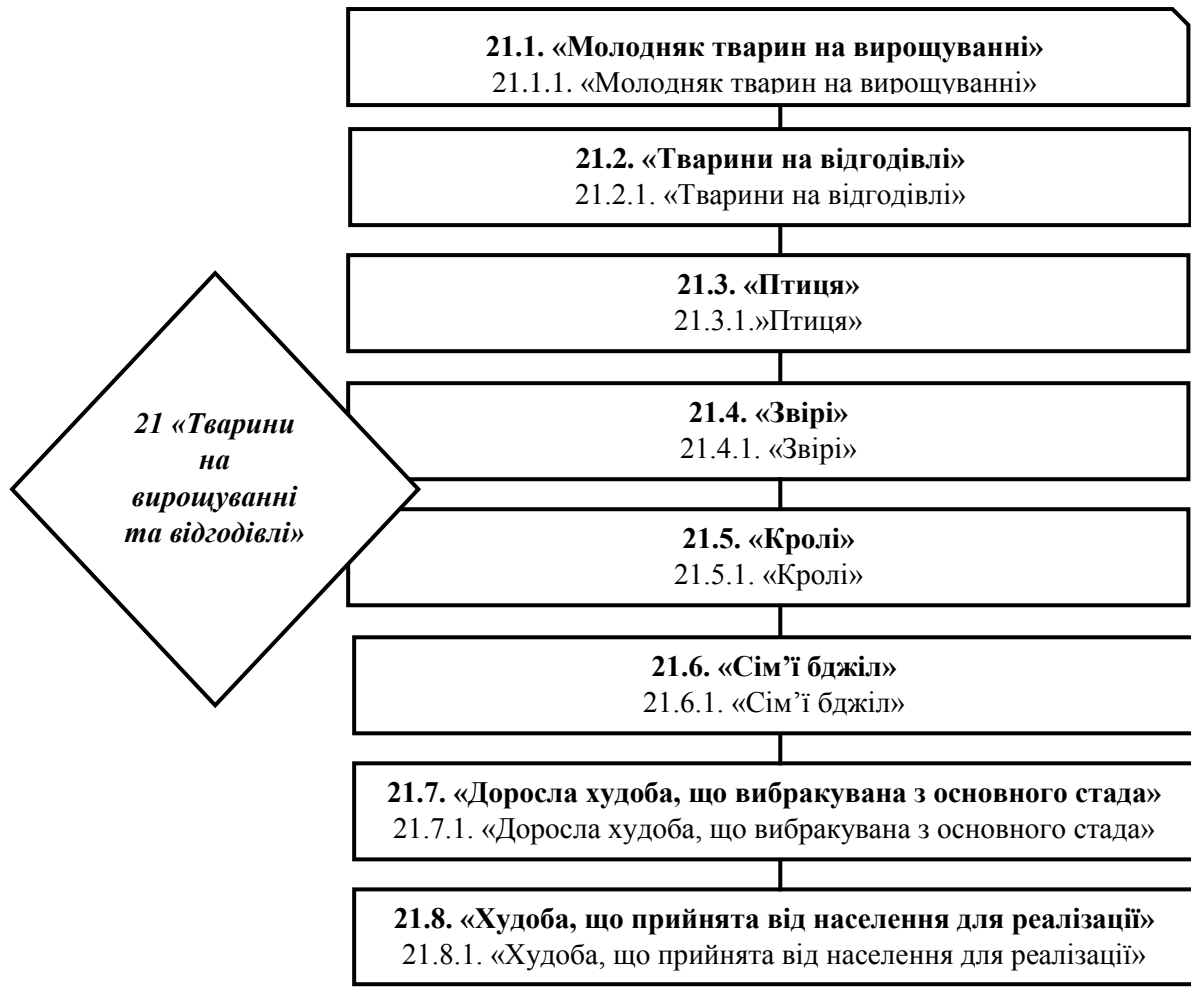 21.1. «Молодняк тварин на вирощуванні»
21.1.1. «Молодняк тварин на вирощуванні»
21.2. «Тварини на відгодівлі»
21.2.1. «Тварини на відгодівлі»
21.3. «Птиця»
21.3.1.»Птиця»
21 «Тварини
на
вирощуванні
та відгодівлі»
21.4. «Звірі»
21.4.1. «Звірі»
21.5. «Кролі»
21.5.1. «Кролі»
21.6. «Сім’ї бджіл»
21.6.1. «Сім’ї бджіл»
21.7. «Доросла худоба, що вибракувана з основного стада»
21.7.1. «Доросла худоба, що вибракувана з основного стада»
21.8. «Худоба, що прийнята від населення для реалізації»
21.8.1. «Худоба, що прийнята від населення для реалізації»